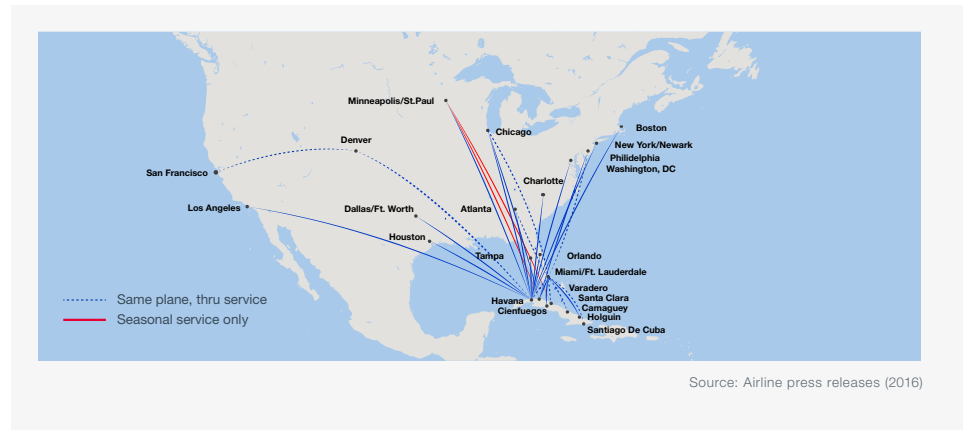 Minneapolis/St.Paul
Chicago
Boston
New York/Newark
Denver
Philidelphia
Washington, DC
San Francisco
Charlotte
Los Angeles
Dallas/Ft. Worth
Atlanta
Houston
Tampa
Orlando
Miami/Ft. Lauderdale
Varadero
Havana
Santa Clara
Cienfuegos
Camaguey
Holguin
Santiago De Cuba
Same plane, thru service
Seasonal service only
Source: Airline press releases (2016)